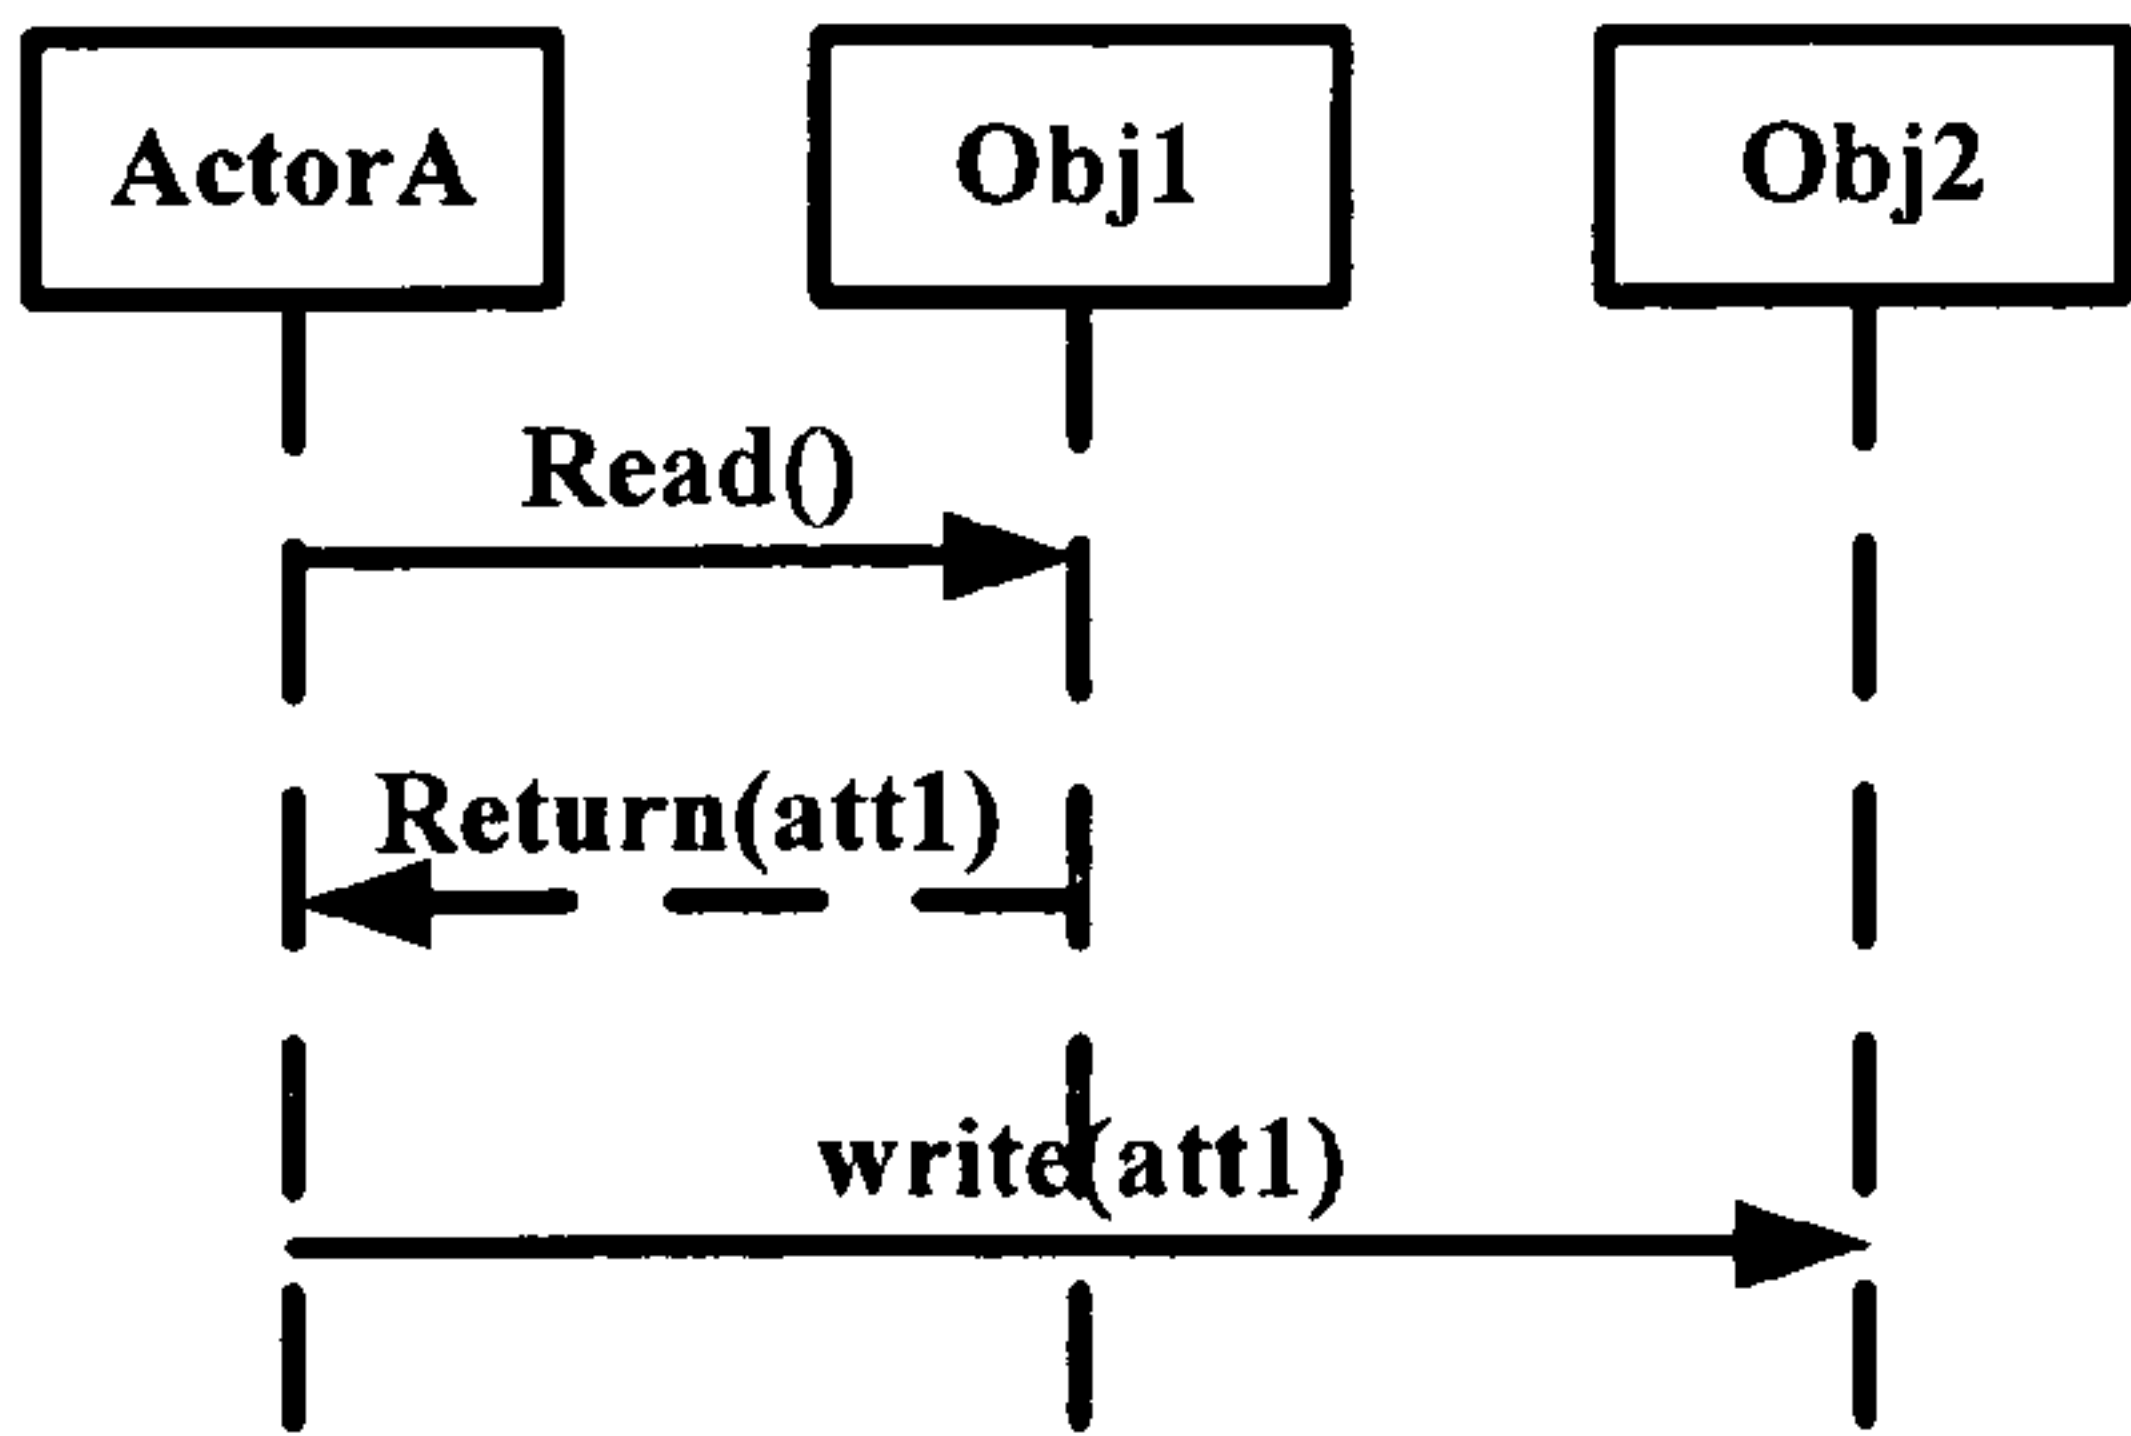 ActorA
Obj1
Obj2
Read()
Return(att1)
write(att1)